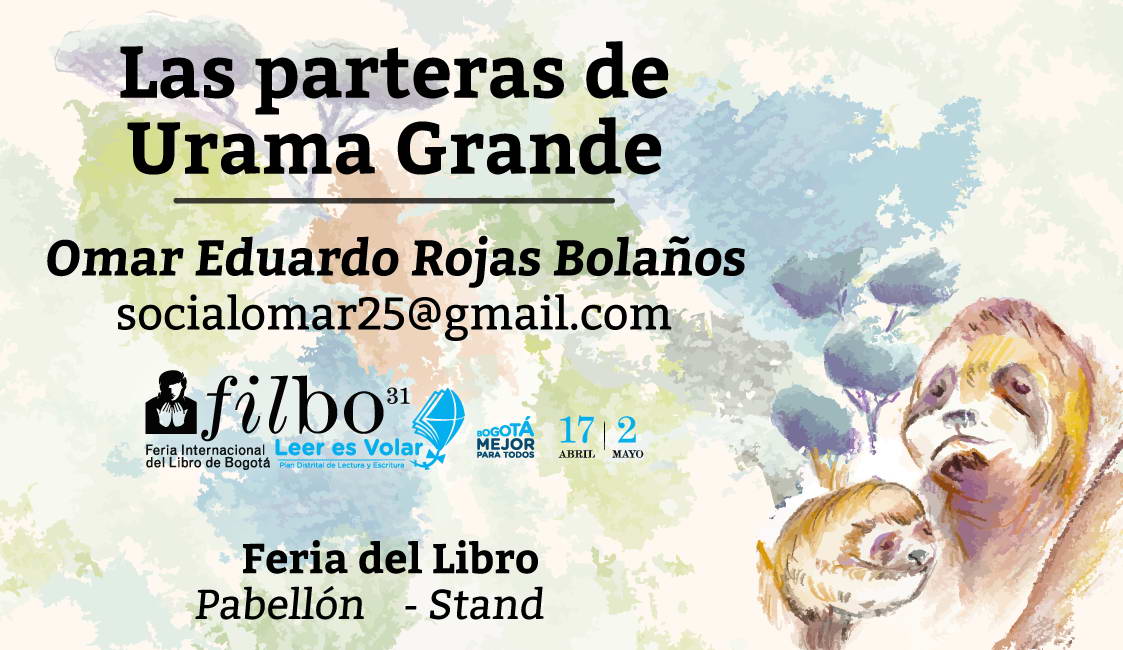 Las parteras de
Urama Grande
Omar Eduardo Rojas Bolaños
socialomar25@gmail.com
filbo31
Feria Internacional
del Libro de Bogotá
Leer es Volar
Plan Distrital de Lectura y Escritura
BOGOTÁ
MEJOR
PARA TODOS
17 | 2
ABRIL | MAYO
Feria del Libro
Pabellón - Stand